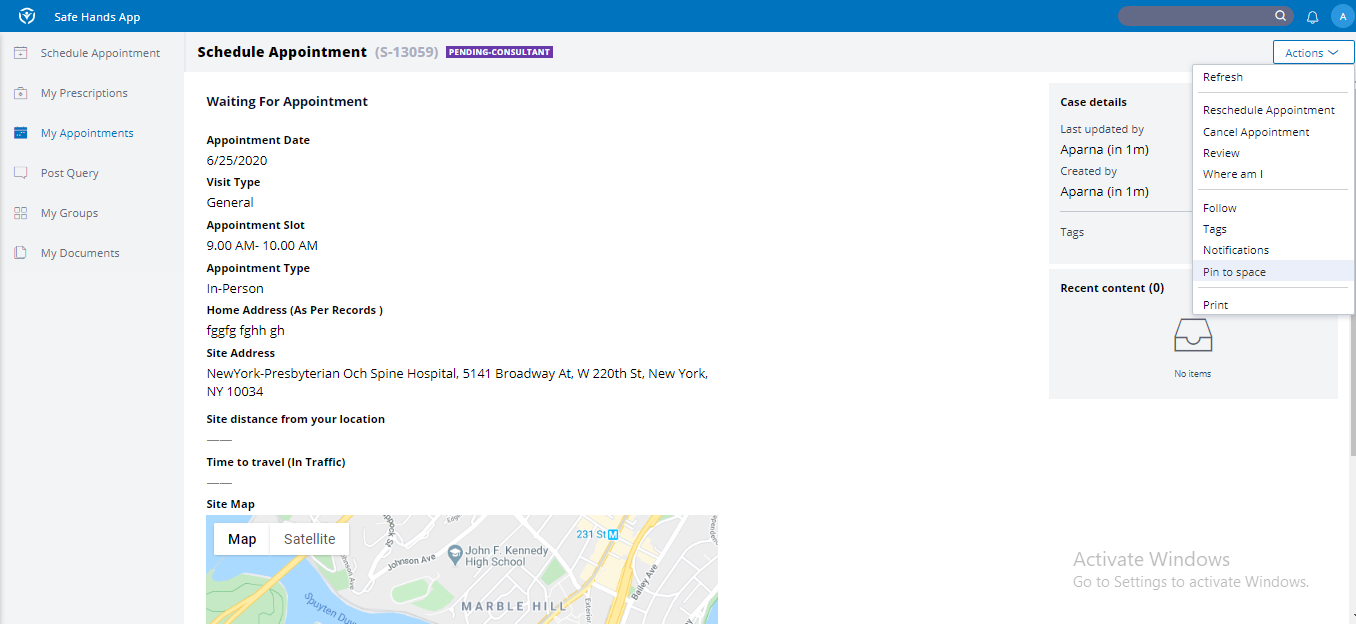 Safe Hands App
A
Schedule Appointment
My Prescriptions
My Appointments
Post Query
My Groups
My Documents
Schedule Appointment (S-13059) PENDING-CONSULTANT
Actions
Refresh
Reschedule Appointment
Cancel Appointment
Review
Where am I
Follow
Tags
Notifications
Pin to space
Print
Waiting For Appointment
Appointment Date
6/25/2020
Visit Type
General
Appointment Slot
9.00 AM- 10.00 AM
Appointment Type
In-Person
Home Address (As Per Records )
fggfg fghh gh
Site Address
NewYork-Presbyterian Och Spine Hospital, 5141 Broadway At, W 220th St, New York,
NY 10034
Site distance from your location
——
Time to travel (In Traffic)
——
Site Map
Map Satellite
231 St M
Johnson Ave
John F. Kennedy
High School
Johnson Ave
Bailey Ave
MARBLE HILL
Case details
Last updated by
Aparna (in 1m)
Created by
Aparna (in 1m)
Tags
Recent content (0)
No items
Activate Windows
Go to Settings to activate Windows.